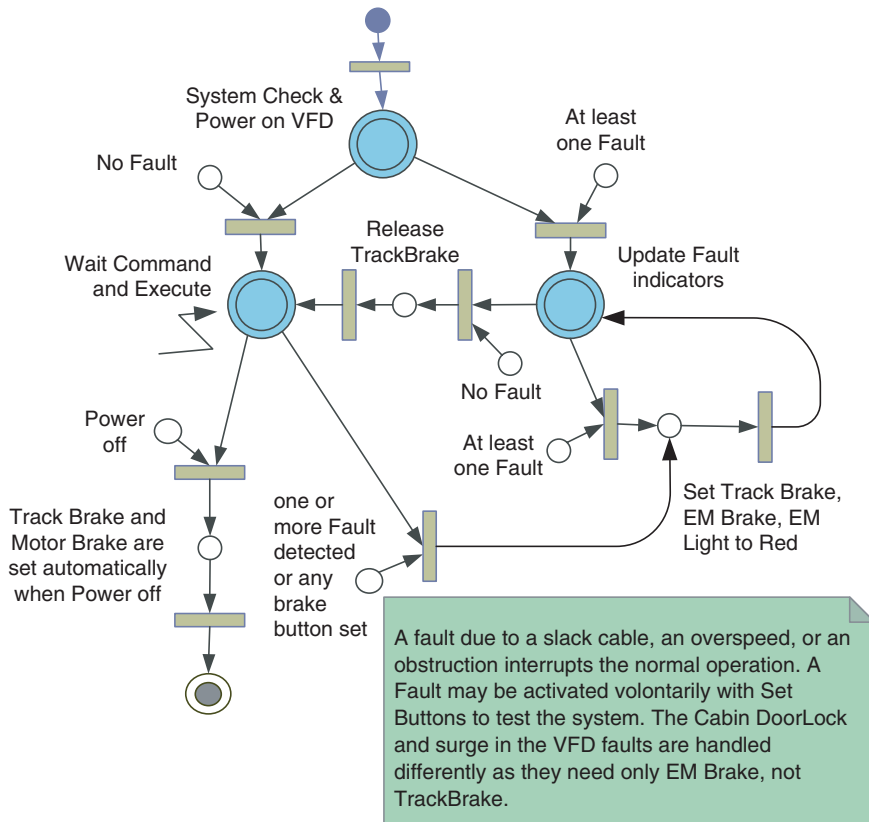 System Check &
Power on VFD
At least
one Fault
No Fault
Release
TrackBrake
Wait Command
and Execute
Update Fault
indicators
No Fault
Power
off
At least
one Fault
Set Track Brake,
EM Brake, EM
Light to Red
one or
more Fault
detected
or any
brake
button set
Track Brake and
Motor Brake are
set automatically
when Power off
A fault due to a slack cable, an overspeed, or an
obstruction interrupts the normal operation. A
Fault may be activated volontarily with Set
Buttons to test the system. The Cabin DoorLock
and surge in the VFD faults are handled
differently as they need only EM Brake, not
TrackBrake.